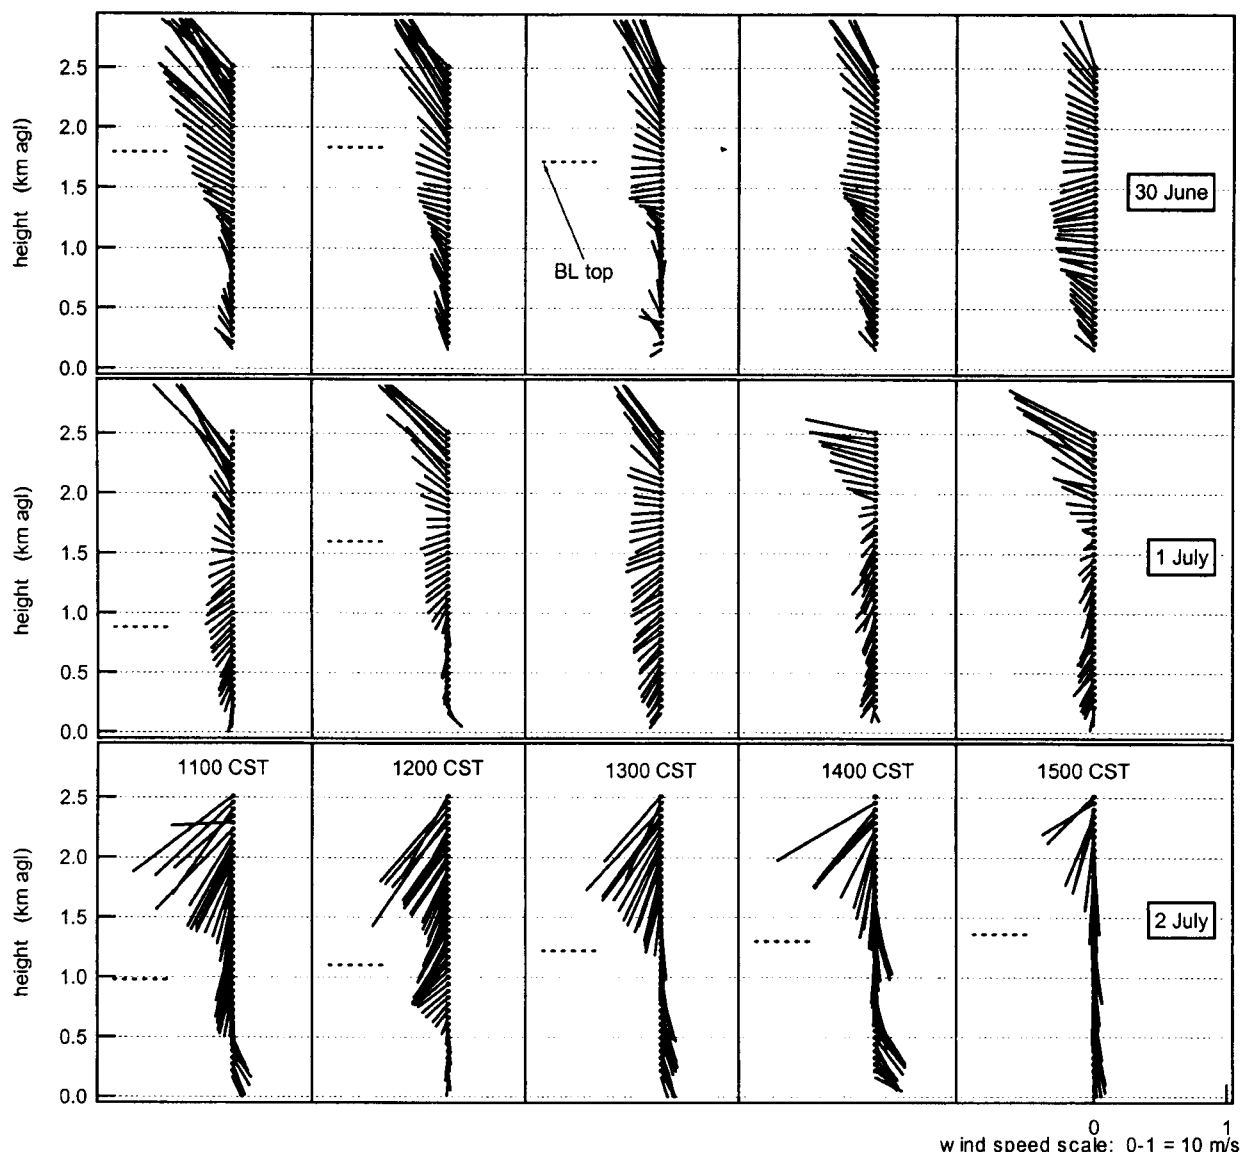 2.5
2.0
1.5
1.0
0.5
0.0
height (km agl)
BL top
30 June
2.5
2.0
1.5
1.0
0.5
0.0
height (km agl)
1 July
1100 CST 1200 CST 1300 CST 1400 CST 1500 CST
2.5
2.0
1.5
1.0
0.5
0.0
height (km agl)
2 July
0 1
wind speed scale: 0-1 = 10 m/s